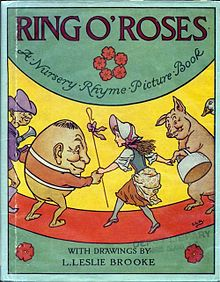 RING O' ROSES
A Nursery Rhyme Picture Book
WITH DRAWINGS BY
L. LESLIE BROOKE